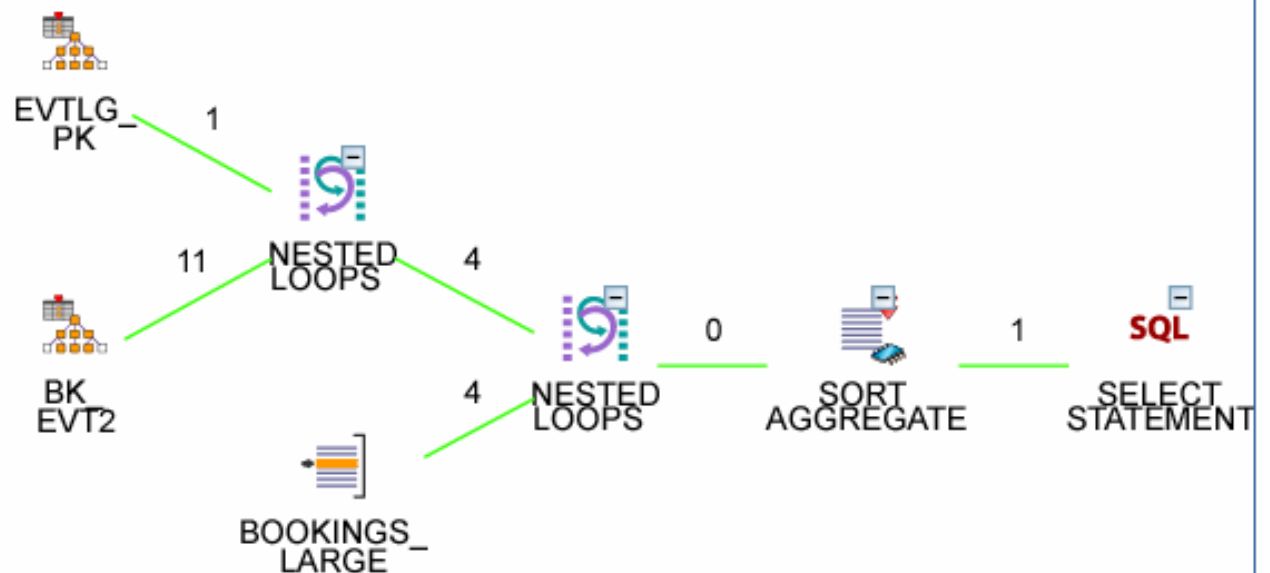 EVTLG_
PK
1
NESTED
LOOPS
11
4
BK_
EVT2
NESTED
LOOPS
0
SORT
AGGREGATE
1
SQL
SELECT
STATEMENT
4
BOOKINGS_
LARGE